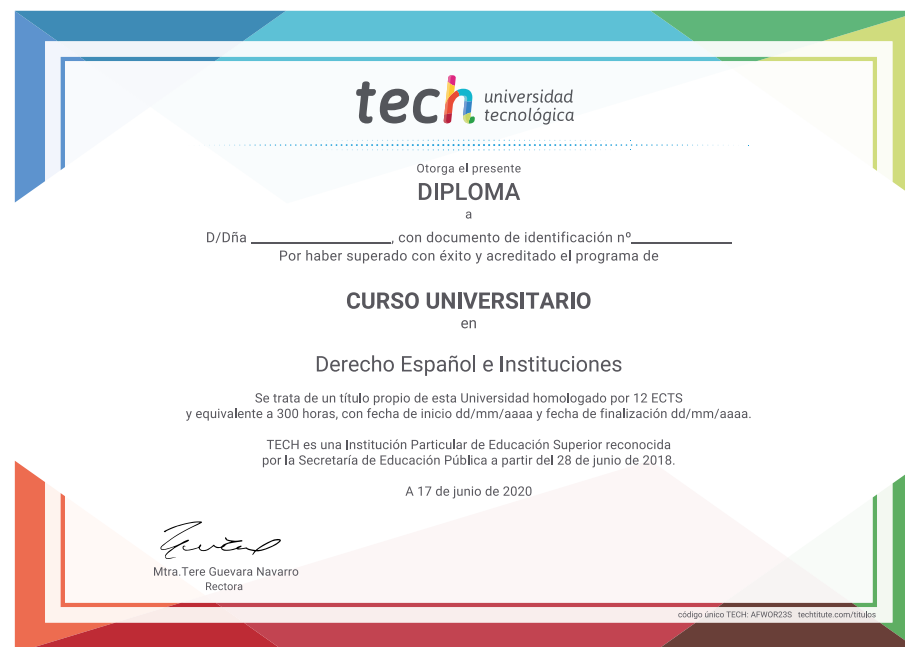 tech universidad
tecnológica
Otorga el presente
DIPLOMA
a
D/Dña ____________________, con documento de identificación nº______________
Por haber superado con éxito y acreditado el programa de
CURSO UNIVERSITARIO
en
Derecho Español e Instituciones
Se trata de un título propio de esta Universidad homologado por 12 ECTS
y equivalente a 300 horas, con fecha de inicio dd/mm/aaaa y fecha de finalización dd/mm/aaaa.
TECH es una Institución Particular de Educación Superior reconocida
por la Secretaría de Educación Pública a partir del 28 de junio de 2018.
A 17 de junio de 2020
Mtra.Tere Guevara Navarro
Rectora
código único TECH: AFWOR23S techtitute.com/titulos